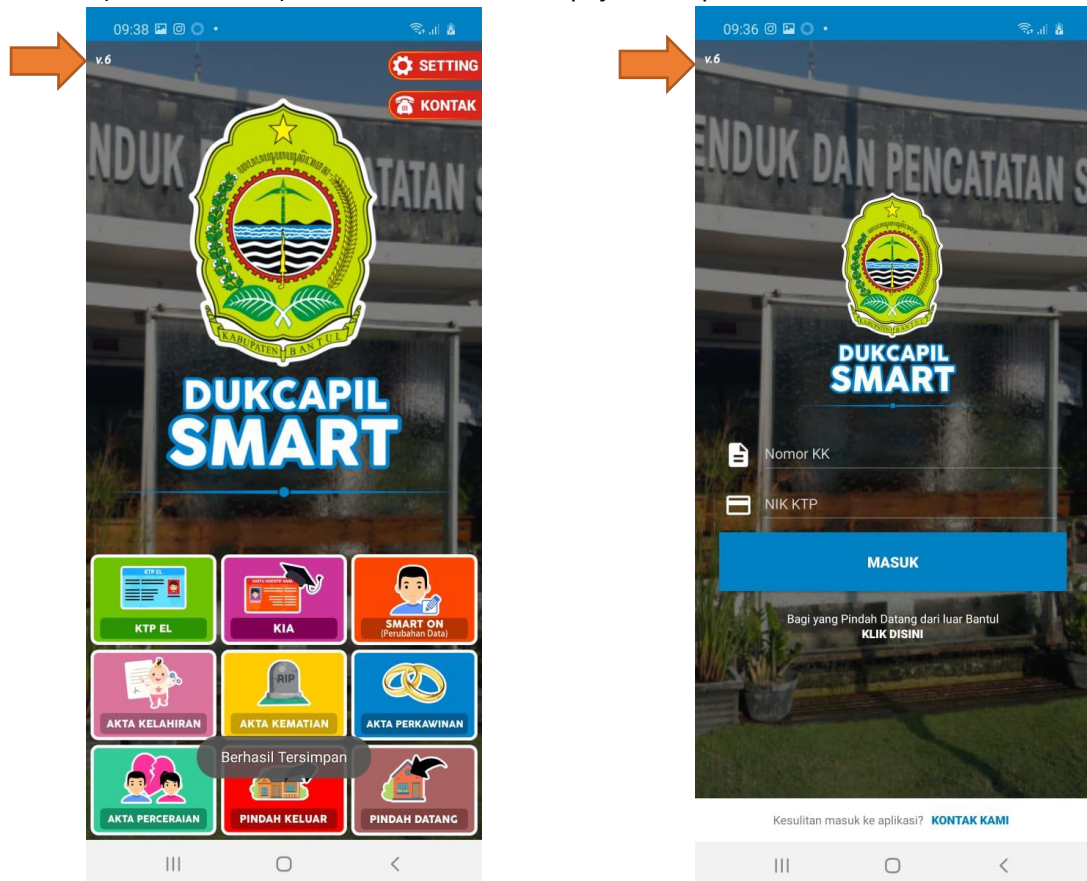 09:38
v.6
SETTING
KONTAK
NDUK
TATAN
KABUPATEN BANTUL
DUKCAPIL
SMART
KTP EL
KTP EL
KIA
SMART ON
(Perubahan Data)
RIP
AKTA KELAHIRAN
AKTA KEMATIAN
AKTA PERKAWINAN
Berhasil Tersimpan
AKTA PERCERAIAN
PINDAH KELUAR
PINDAH DATANG
09:36
v.6
ENDUK DAN PENCATATAN S
DUKCAPIL
SMART
Nomor KK
NIK KTP
MASUK
Bagi yang Pindah Datang dari luar Bantul
KLIK DISINI
Kesulitan masuk ke aplikasi? KONTAK KAMI